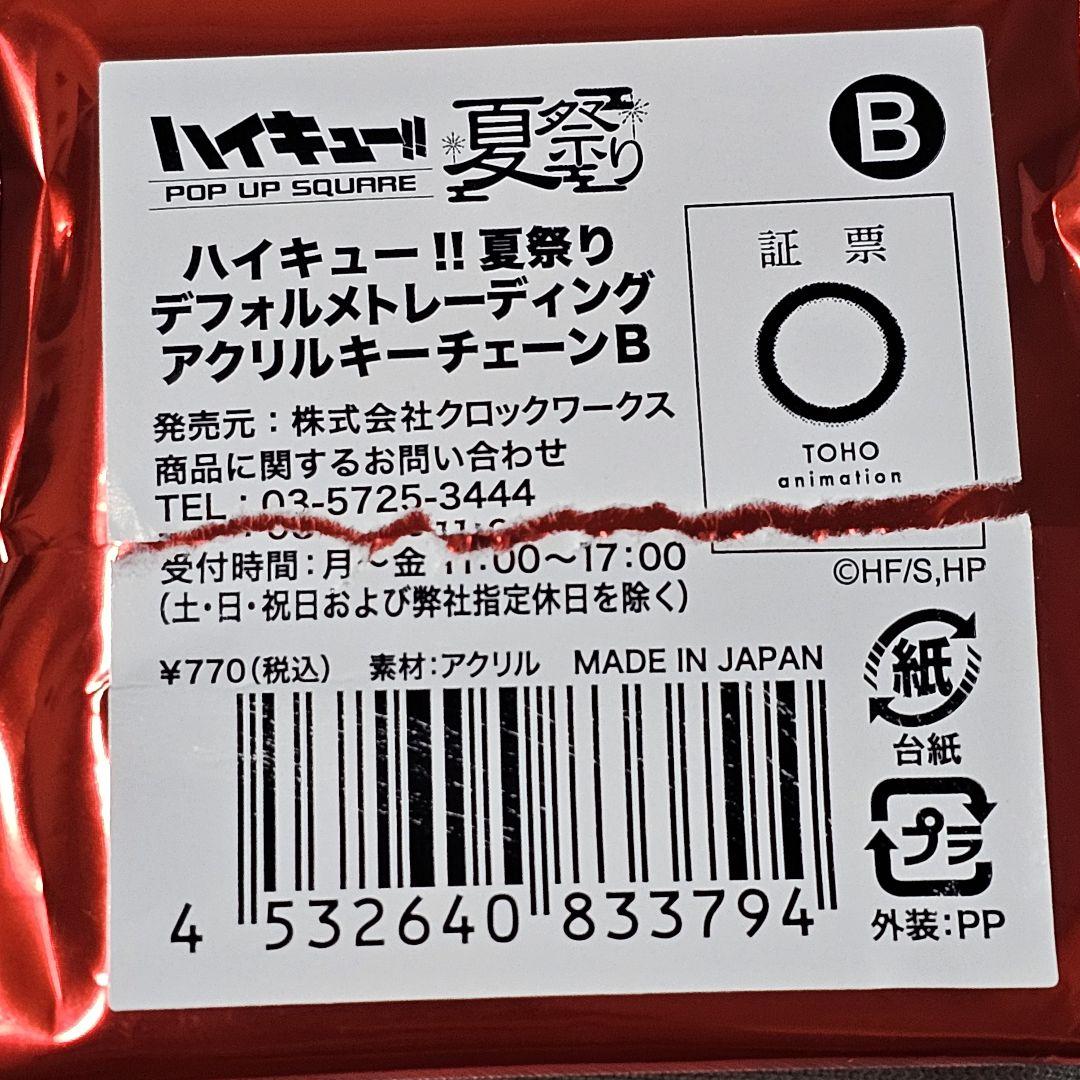 ハイキュー!!
POP UP SQUARE
夏祭り
B
ハイキュー!!夏祭り
デフォルメトレーディング
アクリルキーチェーンB
発売元：株式会社クロックワークス
商品に関するお問い合わせ
TEL：03-5725-3444
受付時間：月～金 11：00～17：00
(土・日・祝日および弊社指定休日を除く)
証票
TOHO
animation
©HF/S,HP
¥770(税込) 素材：アクリル MADE IN JAPAN
紙
台紙
プラ
外装：PP
4 532640 833794